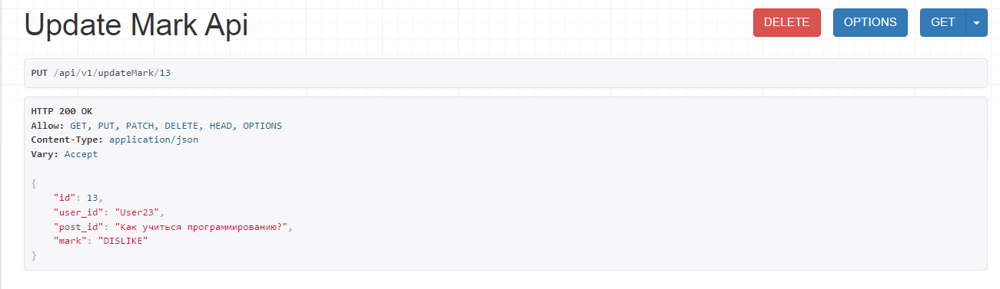 Update Mark Api
DELETE
OPTIONS
GET
PUT /api/v1/updateMark/13
HTTP 200 OK
Allow: GET, PUT, PATCH, DELETE, HEAD, OPTIONS
Content-Type: application/json
Vary: Accept
{
    "id": 13,
    "user_id": "User23",
    "post_id": "Как учиться программированию?",
    "mark": "DISLIKE"
}